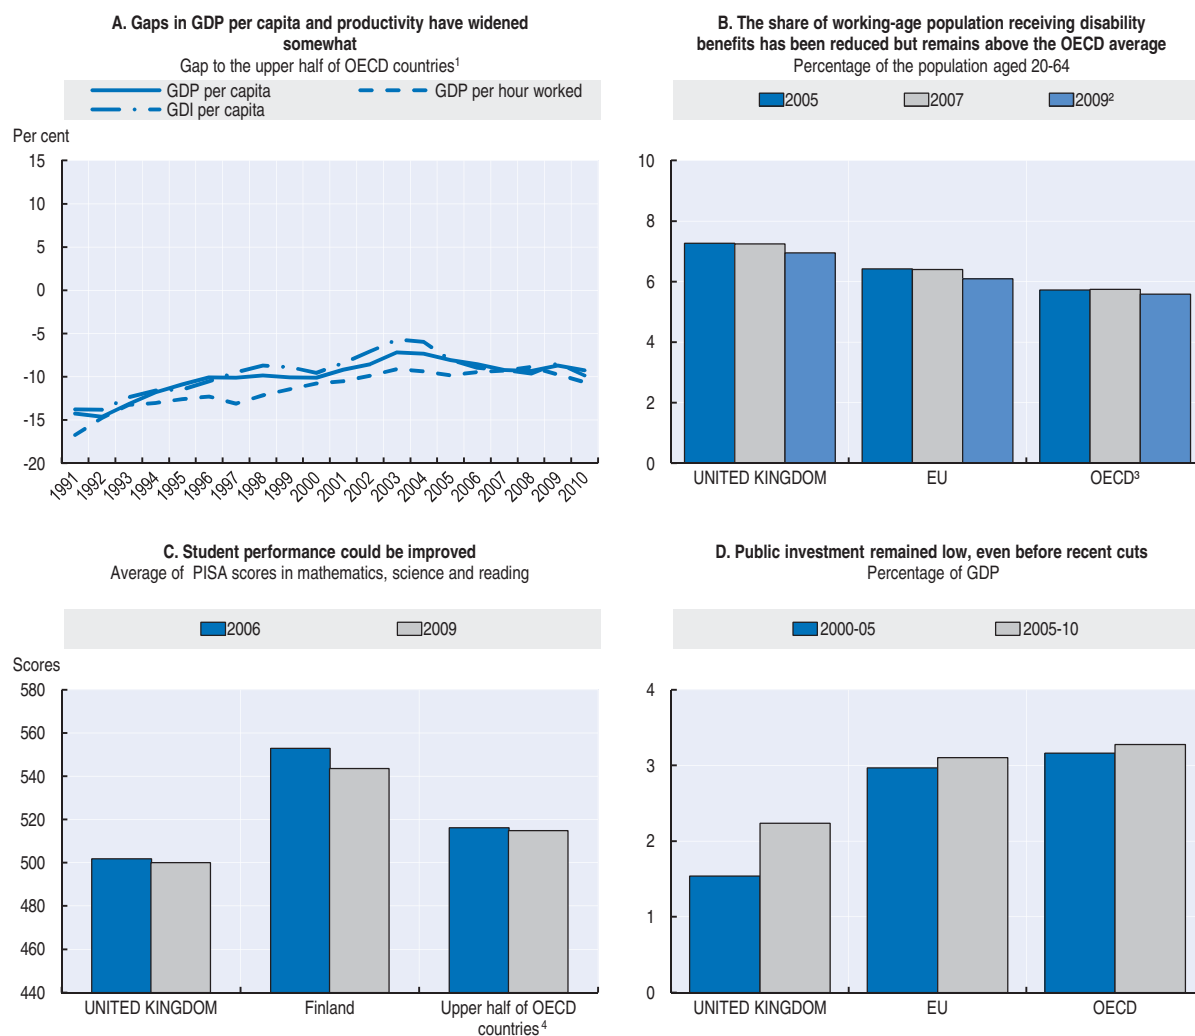 A. Gaps in GDP per capita and productivity have widened
somewhat
Gap to the upper half of OECD countries¹
GDP per capita
GDP per hour worked
GDI per capita
Per cent
15
10
5
0
-5
-10
-15
-20
1991
1992
1993
1994
1995
1996
1997
1998
1999
2000
2001
2002
2003
2004
2005
2006
2007
2008
2009
2010
B. The share of working-age population receiving disability
benefits has been reduced but remains above the OECD average
Percentage of the population aged 20-64
2005
2007
2009²
10
8
6
4
2
0
UNITED KINGDOM
EU
OECD³
C. Student performance could be improved
Average of PISA scores in mathematics, science and reading
2006
2009
Scores
580
560
540
520
500
480
460
440
UNITED KINGDOM
Finland
Upper half of OECD
countries⁴
D. Public investment remained low, even before recent cuts
Percentage of GDP
2000-05
2005-10
4
3
2
1
0
UNITED KINGDOM
EU
OECD